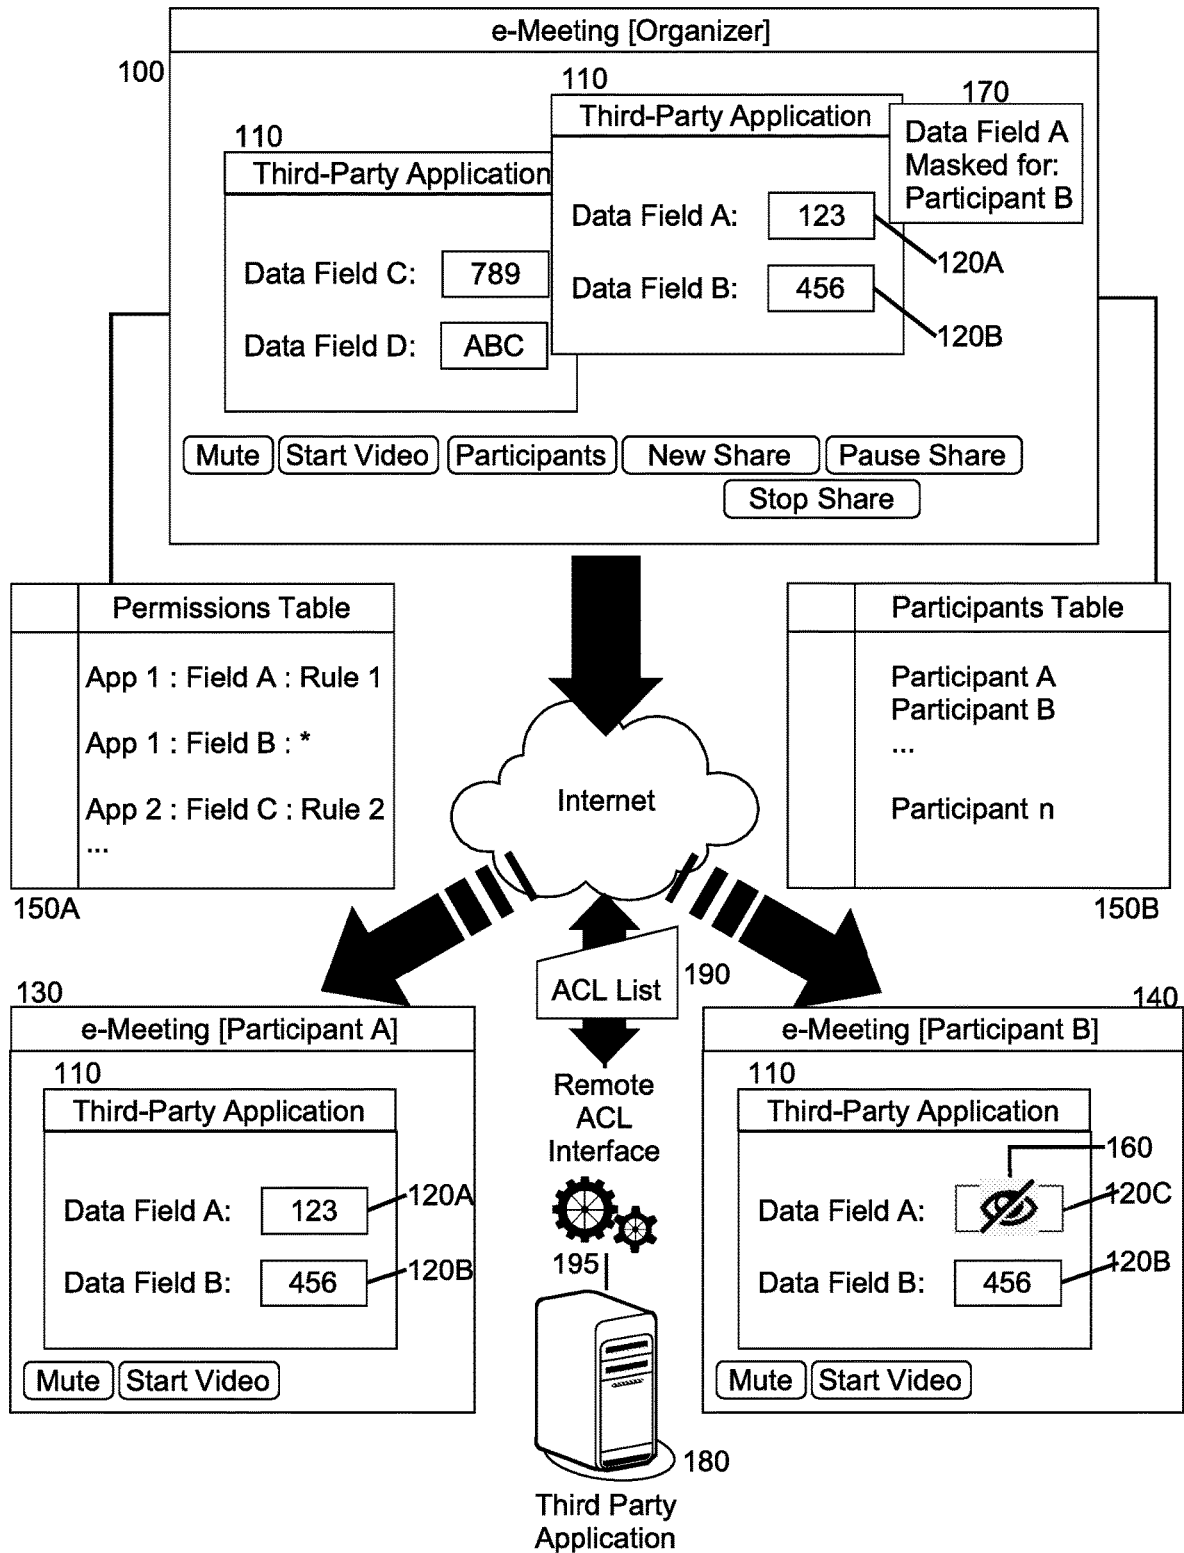 e-Meeting [Organizer]
100
110
170
Third-Party Application
Data Field A
Masked for:
Participant B
110
Third-Party Application
Data Field A:
123
120A
Data Field B:
456
120B
Data Field C:
789
Data Field D:
ABC
Mute
Start Video
Participants
New Share
Pause Share
Stop Share
Permissions Table
App 1 : Field A : Rule 1
App 1 : Field B : *
App 2 : Field C : Rule 2
...
150A
Participants Table
Participant A
Participant B
...
Participant n
150B
Internet
ACL List
190
130
e-Meeting [Participant A]
110
Third-Party Application
Data Field A:
123
120A
Data Field B:
456
120B
Mute
Start Video
Remote
ACL
Interface
195
180
Third Party
Application
140
e-Meeting [Participant B]
110
Third-Party Application
160
Data Field A:
120C
Data Field B:
456
120B
Mute
Start Video